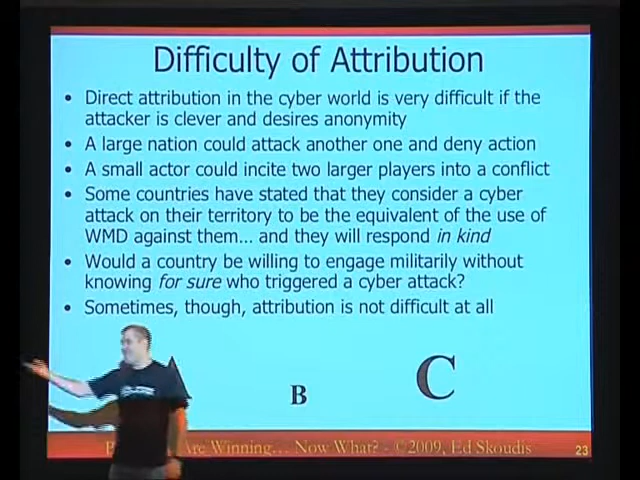 Difficulty of Attribution
• Direct attribution in the cyber world is very difficult if the
attacker is clever and desires anonymity
• A large nation could attack another one and deny action
• A small actor could incite two larger players into a conflict
• Some countries have stated that they consider a cyber
attack on their territory to be the equivalent of the use of
WMD against them... and they will respond in kind
• Would a country be willing to engage militarily without
knowing for sure who triggered a cyber attack?
• Sometimes, though, attribution is not difficult at all
B C
Are Winning... Now What? - ©2009, Ed Skoudis 23